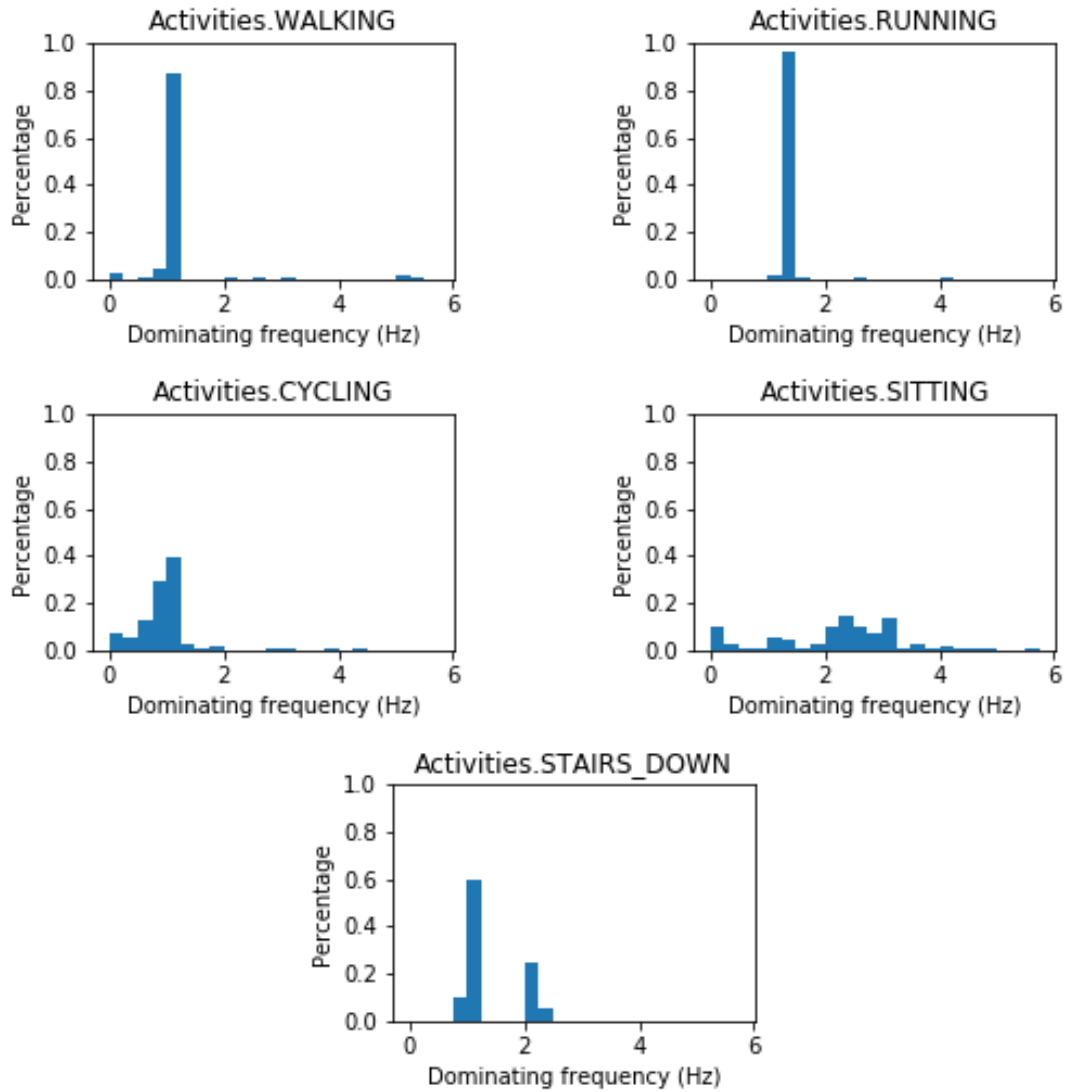 Activities.WALKING
1.0
0.8
0.6
0.4
0.2
0.0
Percentage
0 2 4 6
Dominating frequency (Hz)
Activities.RUNNING
1.0
0.8
0.6
0.4
0.2
0.0
Percentage
0 2 4 6
Dominating frequency (Hz)
Activities.CYCLING
1.0
0.8
0.6
0.4
0.2
0.0
Percentage
0 2 4 6
Dominating frequency (Hz)
Activities.SITTING
1.0
0.8
0.6
0.4
0.2
0.0
Percentage
0 2 4 6
Dominating frequency (Hz)
Activities.STAIRS_DOWN
1.0
0.8
0.6
0.4
0.2
0.0
Percentage
0 2 4 6
Dominating frequency (Hz)